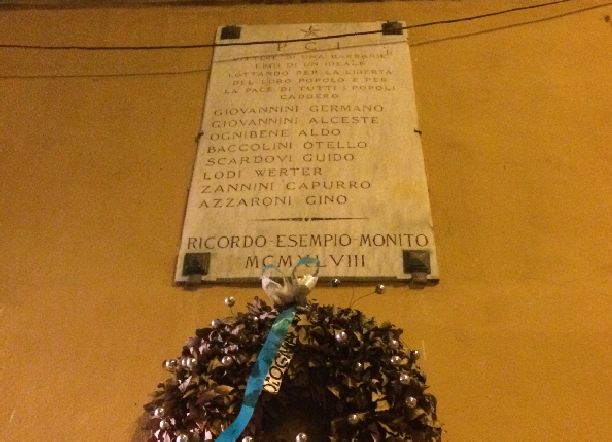 P C I
VITTIME DI UNA BARBARIE
EROI DI UN IDEALE
LOTTANDO PER LA LIBERTA
DEL LORO POPOLO E PER
LA PACE DI TUTTI I POPOLI
CADDERO
GIOVANNINI GERMANO
GIOVANNINI ALCESTE
OGNIBENE ALDO
BACCOLINI OTELLO
SCARDOVI GUIDO
LODI WERTER
ZANNINI CAPURRO
AZZARONI GINO
RICORDO-ESEMPIO-MONITO
MCMXLVIII